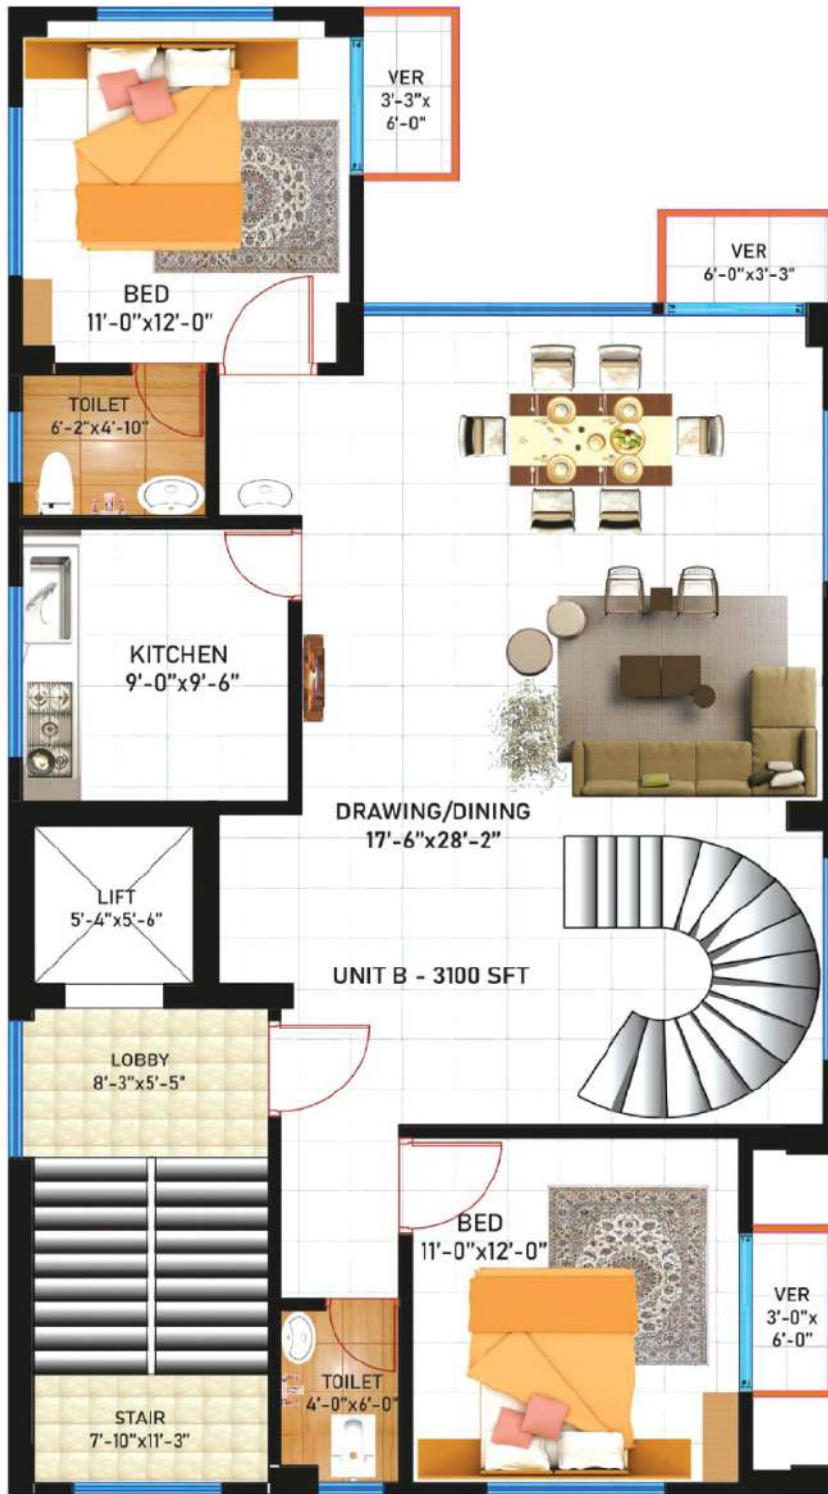 VER
3'-3"x
6'-0"
VER
6'-0"x3'-3"
BED
11'-0"x12'-0"
TOILET
6'-2"x4'-10"
KITCHEN
9'-0"x9'-6"
DRAWING/DINING
17'-6"x28'-2"
LIFT
5'-4"x5'-6"
UNIT B - 3100 SFT
LOBBY
8'-3"x5'-5"
BED
11'-0"x12'-0"
VER
3'-0"x
6'-0"
TOILET
4'-0"x6'-0"
STAIR
7'-10"x11'-3"